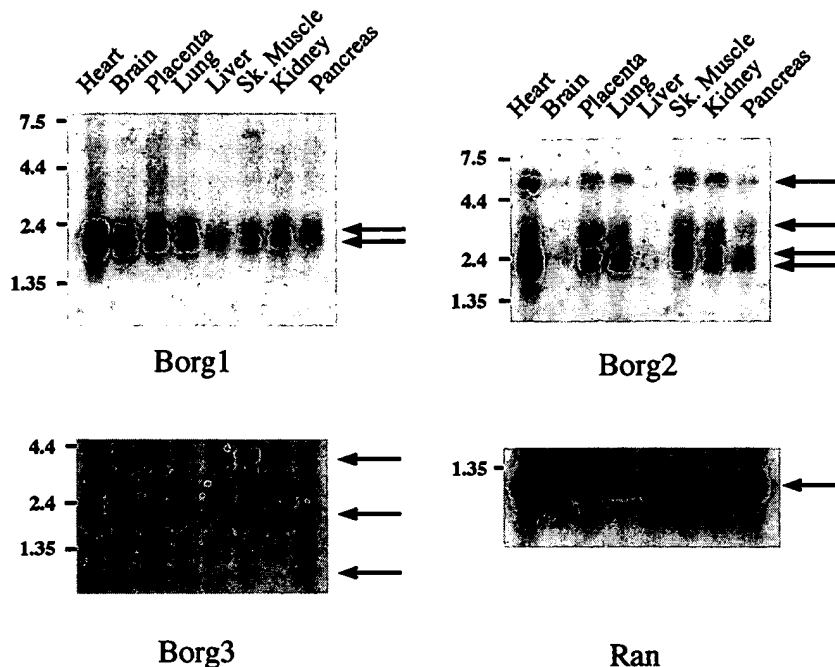 Heart Brain Placenta Lung Liver Sk. Muscle Kidney Pancreas
7.5
4.4
2.4
1.35
Borg1
Heart Brain Placenta Lung Liver Sk. Muscle Kidney Pancreas
7.5
4.4
2.4
1.35
Borg2
4.4
2.4
1.35
Borg3
1.35
Ran